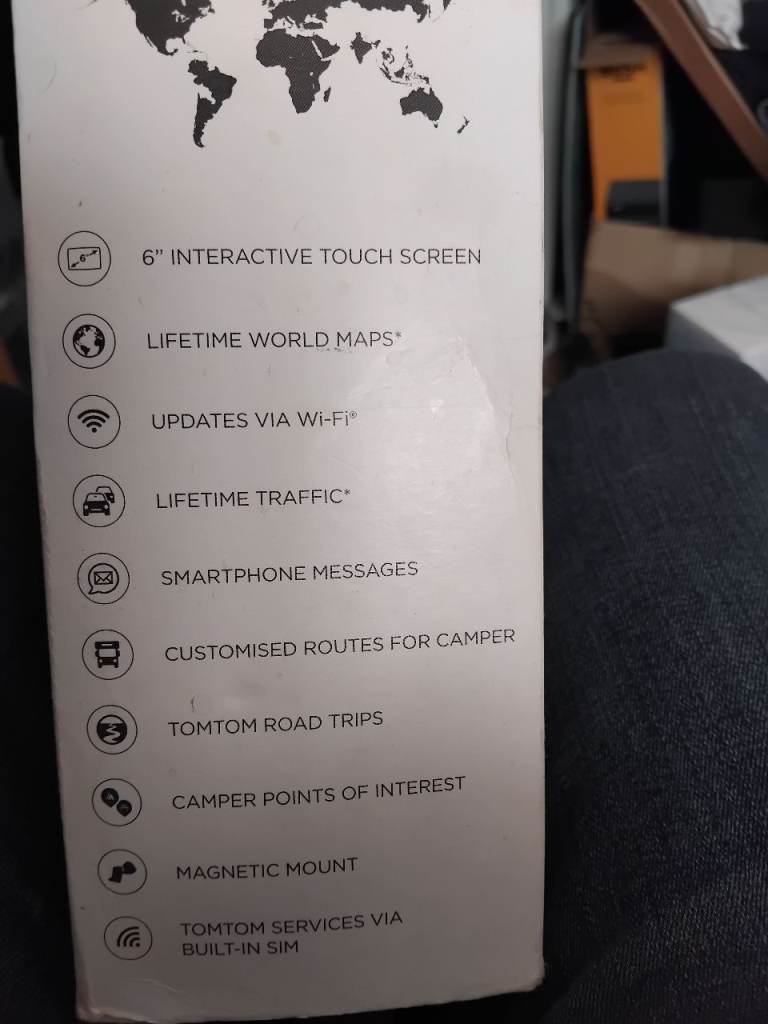 6” INTERACTIVE TOUCH SCREEN
LIFETIME WORLD MAPS*
UPDATES VIA Wi-Fi®
LIFETIME TRAFFIC*
SMARTPHONE MESSAGES
CUSTOMISED ROUTES FOR CAMPER
TOMTOM ROAD TRIPS
CAMPER POINTS OF INTEREST
MAGNETIC MOUNT
TOMTOM SERVICES VIA
BUILT-IN SIM